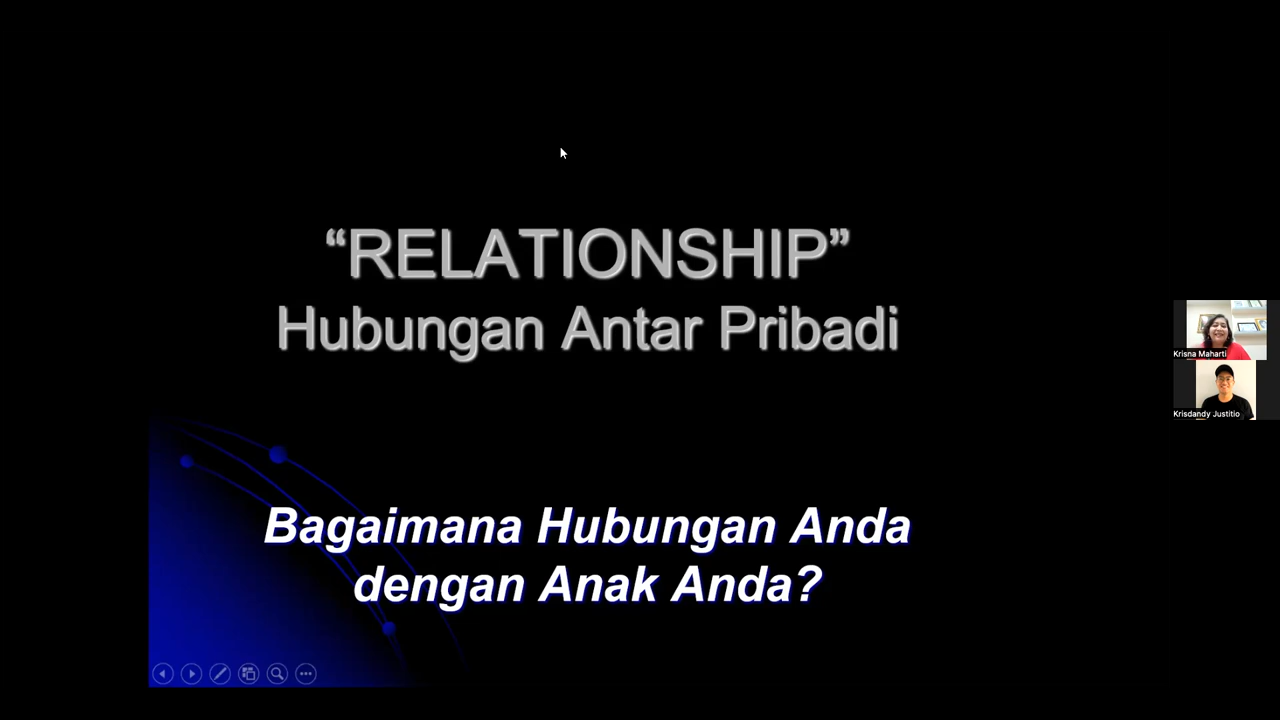 “RELATIONSHIP”
Hubungan Antar Pribadi
Bagaimana Hubungan Anda
dengan Anak Anda?
Krisna Maharti
Krisdandy Justitio